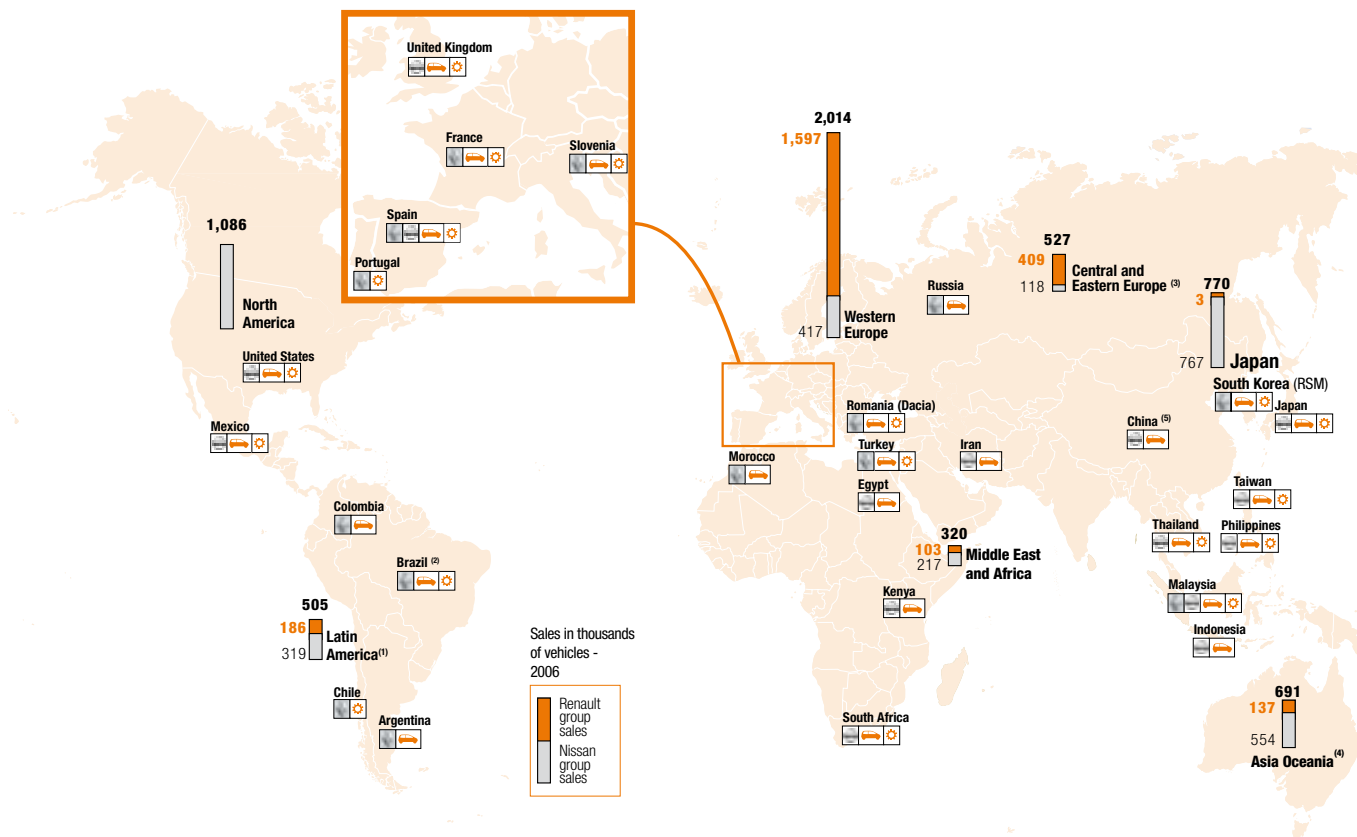 United Kingdom
France
Slovenia
Spain
Portugal
1,086
North
America
United States
Mexico
Colombia
Brazil (2)
505
186
319
Latin
America(1)
Chile
Argentina
Sales in thousands
of vehicles -
2006
Renault
group
sales
Nissan
group
sales
2,014
1,597
417
Western
Europe
Russia
527
409
118
Central and
Eastern Europe (3)
770
3
767
Japan
South Korea (RSM)
Japan
China (5)
Romania (Dacia)
Turkey
Iran
Morocco
Egypt
Taiwan
Thailand
Philippines
320
103
217
Middle East
and Africa
Kenya
Malaysia
Indonesia
South Africa
691
137
554
Asia Oceania(4)